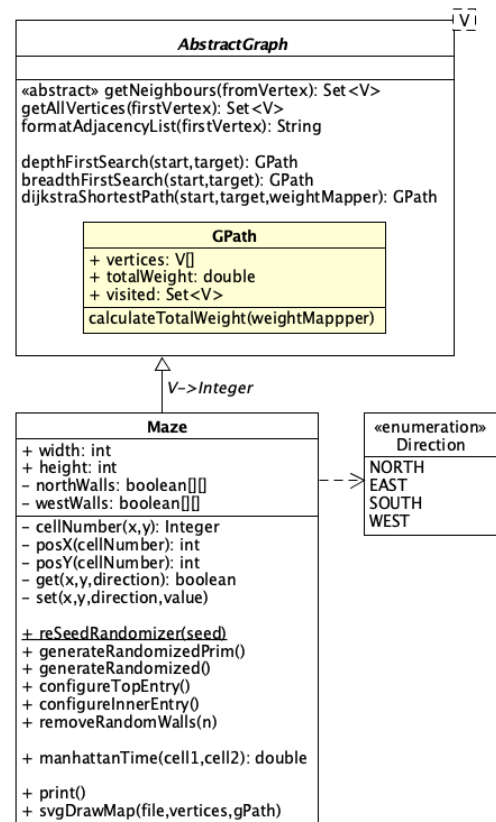 V
AbstractGraph
«abstract» getNeighbours(fromVertex): Set<V>
getAllVertices(firstVertex): Set<V>
formatAdjacencyList(firstVertex): String
depthFirstSearch(start,target): GPath
breadthFirstSearch(start,target): GPath
dijkstraShortestPath(start,target,weightMapper): GPath
GPath
+ vertices: V[]
+ totalWeight: double
+ visited: Set<V>
calculateTotalWeight(weightMappper)
V->Integer
Maze
+ width: int
+ height: int
- northWalls: boolean[][]
- westWalls: boolean[][]
- cellNumber(x,y): Integer
- posX(cellNumber): int
- posY(cellNumber): int
- get(x,y,direction): boolean
- set(x,y,direction,value)
+ reSeedRandomizer(seed)
+ generateRandomizedPrim()
+ generateRandomized()
+ configureTopEntry()
+ configureInnerEntry()
+ removeRandomWalls(n)
+ manhattanTime(cell1,cell2): double
+ print()
+ svgDrawMap(file,vertices,gPath)
«enumeration»
Direction
NORTH
EAST
SOUTH
WEST